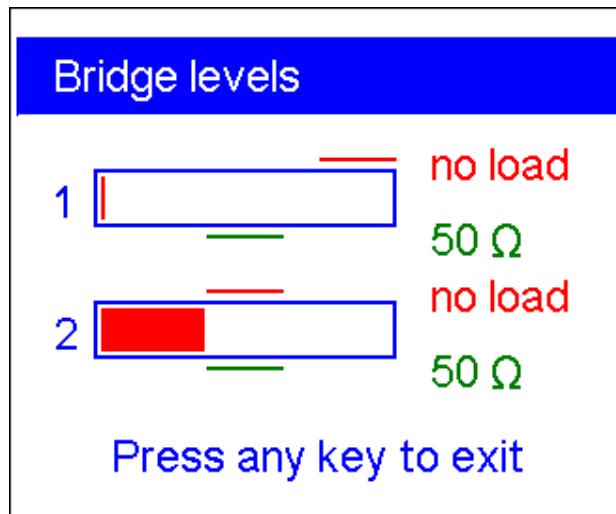 Bridge levels
1
no load
50 Ω
2
no load
50 Ω
Press any key to exit